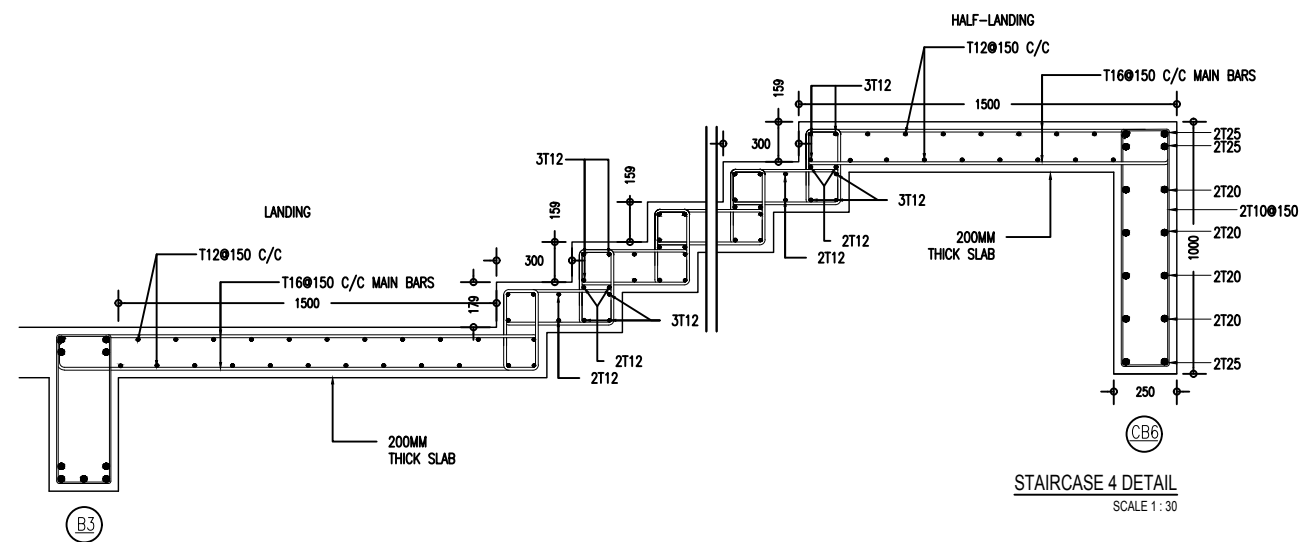 HALF-LANDING
T12@150 C/C
T16@150 C/C MAIN BARS
3T12
159
1500
300
2T25
2T25
2T20
2T10@150
2T20
1000
2T20
2T20
2T25
3T12
2T12
2T12
200MM
THICK SLAB
250
CB6
3T12
159
159
300
LANDING
T12@150 C/C
T16@150 C/C MAIN BARS
1500
179
3T12
2T12
2T12
200MM
THICK SLAB
B3
STAIRCASE 4 DETAIL
SCALE 1 : 30